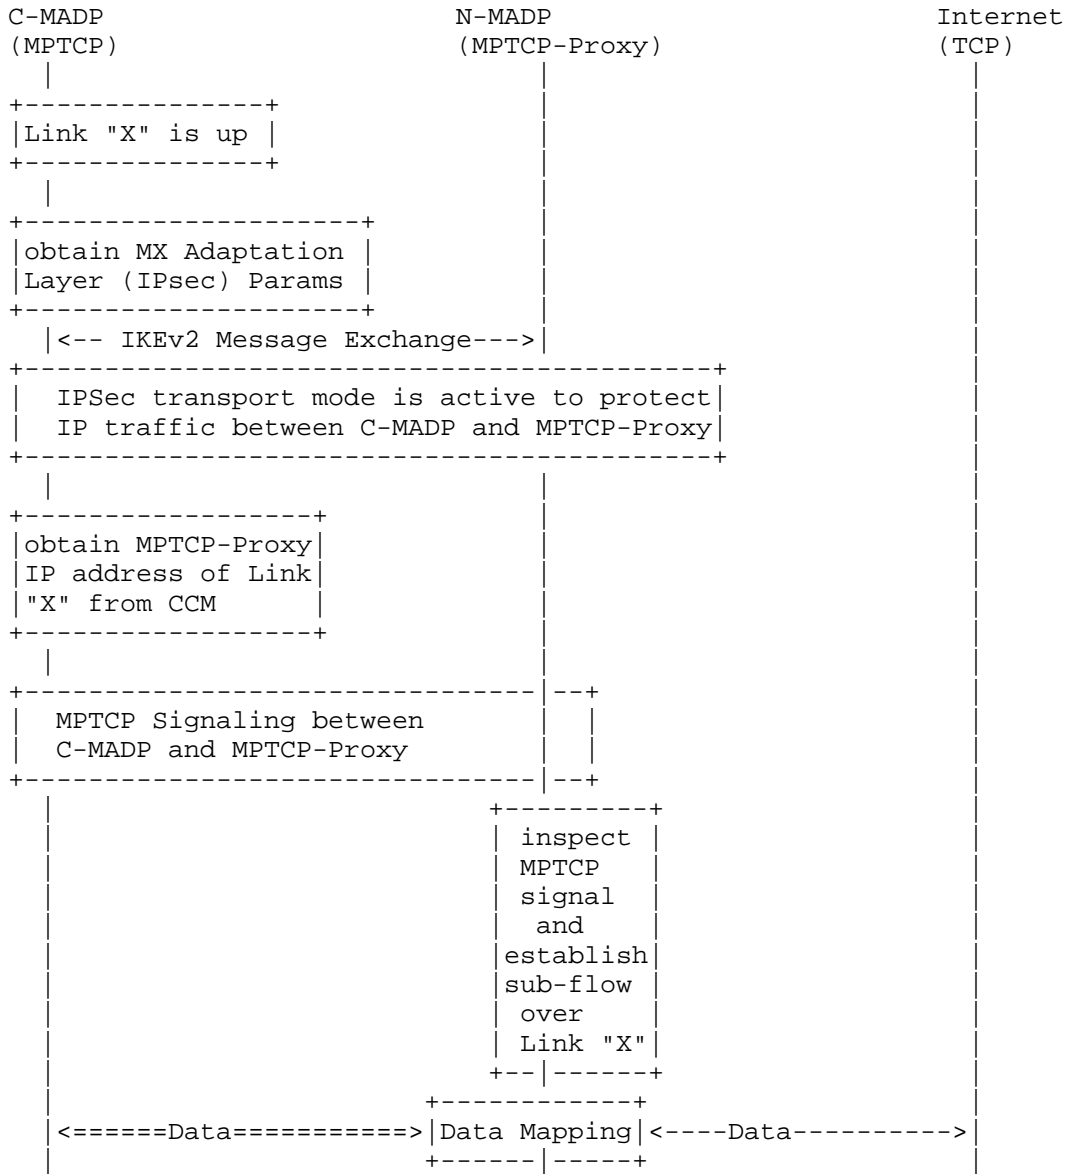 C-MADP N-MADP Internet
(MPTCP) (MPTCP-Proxy) (TCP)
Link "X" is up
obtain MX Adaptation
Layer (IPsec) Params
<-- IKEv2 Message Exchange--->
IPSec transport mode is active to protect
IP traffic between C-MADP and MPTCP-Proxy
obtain MPTCP-Proxy
IP address of Link
"X" from CCM
MPTCP Signaling between
C-MADP and MPTCP-Proxy
inspect
MPTCP
signal
and
establish
sub-flow
over
Link "X"
<======Data===========>|Data Mapping|<----Data---------->